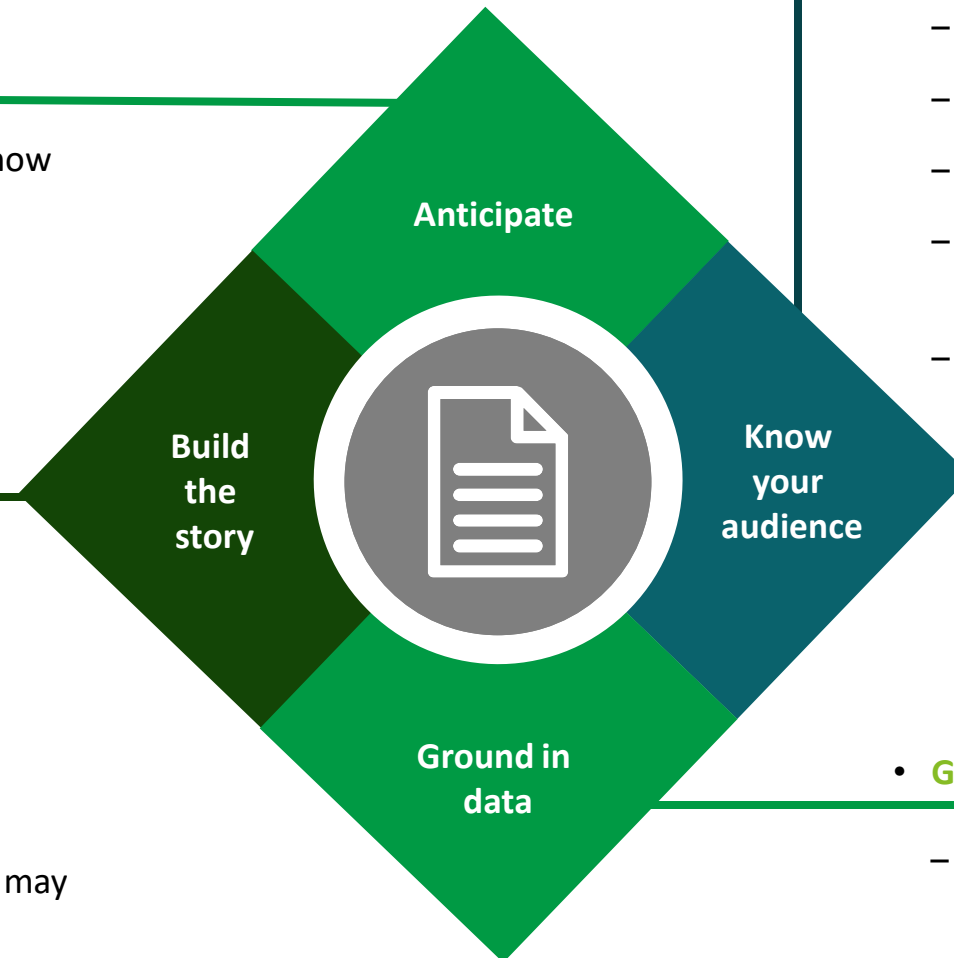 –
–
now
–
Anticipate
–
–
Build
the
story
Know
your
audience
Ground in
data
• G
–
may